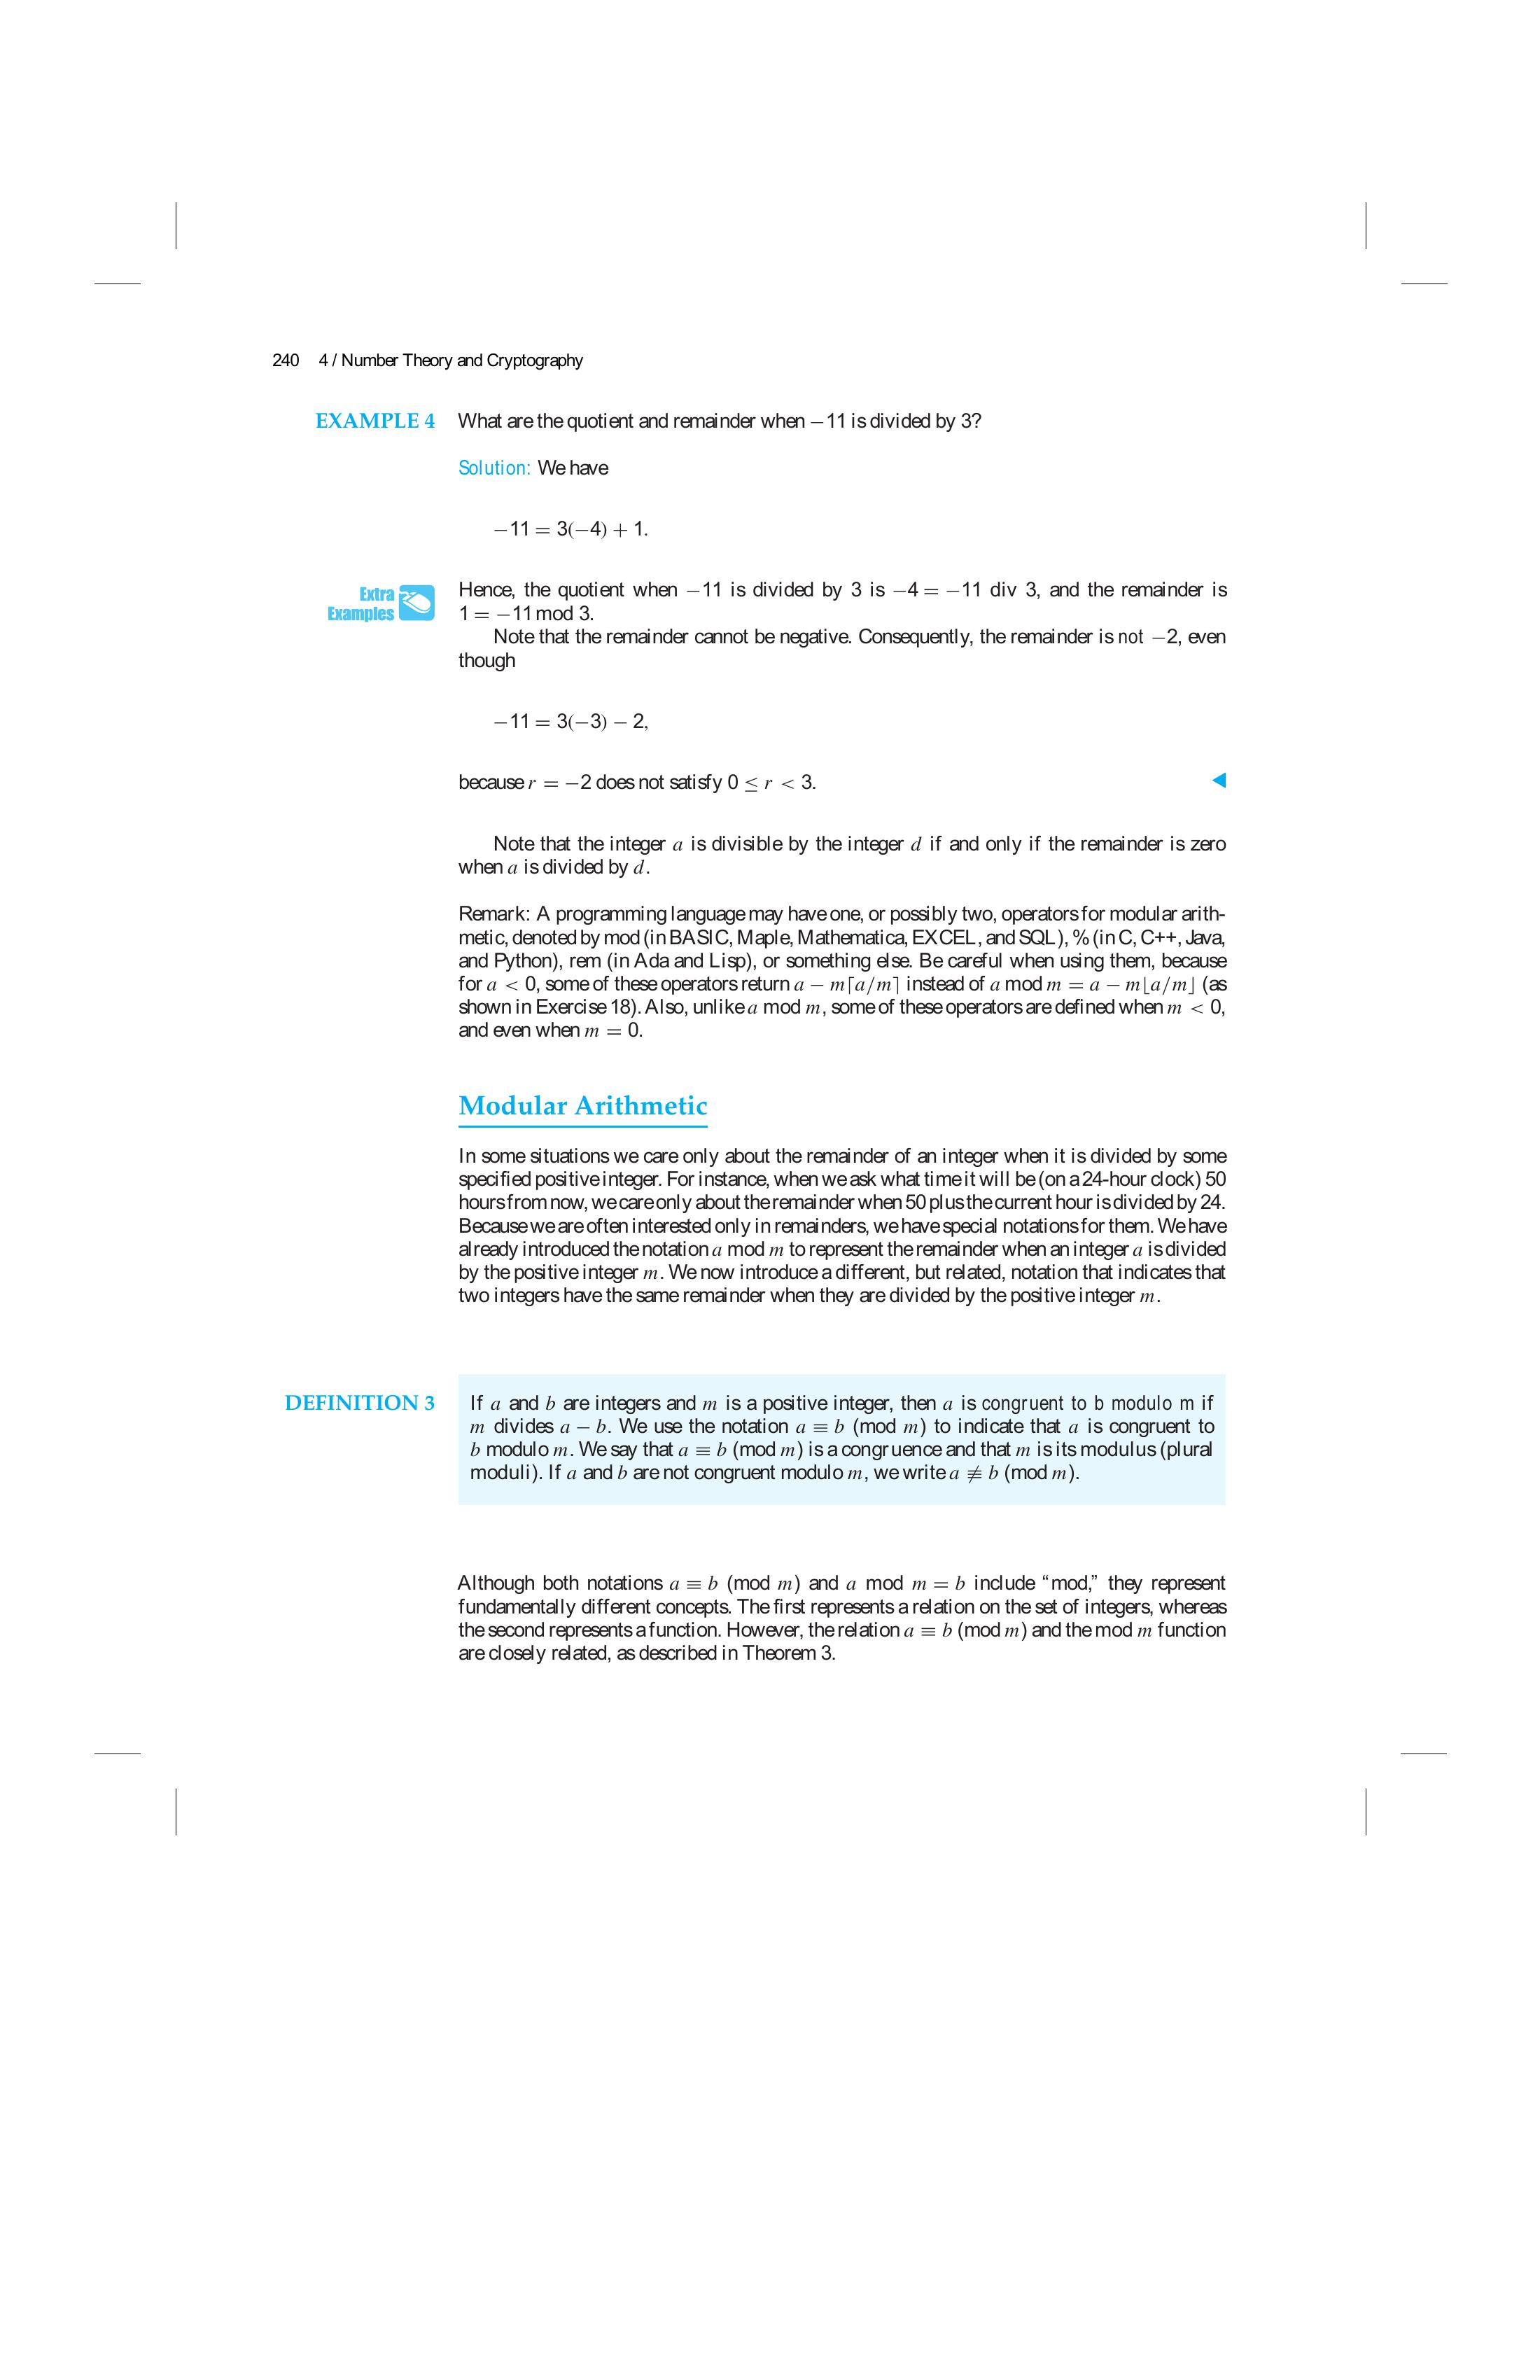 240 4 / Number Theory and Cryptography
EXAMPLE 4 What are the quotient and remainder when −11 is divided by 3?
Solution: We have
−11 = 3(−4) + 1.
Extra
Examples
Hence, the quotient when −11 is divided by 3 is −4 = −11 div 3, and the remainder is
1 = −11 mod 3.
Note that the remainder cannot be negative. Consequently, the remainder is not −2, even
though
−11 = 3(−3) − 2,
because r = −2 does not satisfy 0 ≤ r < 3.
Note that the integer a is divisible by the integer d if and only if the remainder is zero
when a is divided by d.
Remark: A programming language may have one, or possibly two, operators for modular arith-
metic, denoted by mod (in BASIC, Maple, Mathematica, EXCEL, and SQL), % (in C, C++, Java,
and Python), rem (in Ada and Lisp), or something else. Be careful when using them, because
for a < 0, some of these operators return a − m⌈a/m⌉ instead of a mod m = a − m⌊a/m⌋ (as
shown in Exercise 18). Also, unlike a mod m, some of these operators are defined when m < 0,
and even when m = 0.
Modular Arithmetic
In some situations we care only about the remainder of an integer when it is divided by some
specified positive integer. For instance, when we ask what time it will be (on a 24-hour clock) 50
hours from now, we care only about the remainder when 50 plus the current hour is divided by 24.
Because we are often interested only in remainders, we have special notations for them. We have
already introduced the notation a mod m to represent the remainder when an integer a is divided
by the positive integer m. We now introduce a different, but related, notation that indicates that
two integers have the same remainder when they are divided by the positive integer m.
DEFINITION 3 If a and b are integers and m is a positive integer, then a is congruent to b modulo m if
m divides a − b. We use the notation a ≡ b (mod m) to indicate that a is congruent to
b modulo m. We say that a ≡ b (mod m) is a congruence and that m is its modulus (plural
moduli). If a and b are not congruent modulo m, we write a ≢ b (mod m).
Although both notations a ≡ b (mod m) and a mod m = b include “mod,” they represent
fundamentally different concepts. The first represents a relation on the set of integers, whereas
the second represents a function. However, the relation a ≡ b (mod m) and the mod m function
are closely related, as described in Theorem 3.